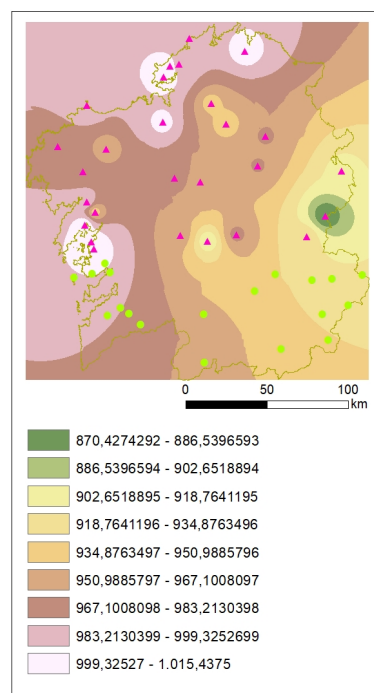 0 50 100
km
870,4274292 - 886,5396593
886,5396594 - 902,6518894
902,6518895 - 918,7641195
918,7641196 - 934,8763496
934,8763497 - 950,9885796
950,9885797 - 967,1008097
967,1008098 - 983,2130398
983,2130399 - 999,3252699
999,32527 - 1.015,4375